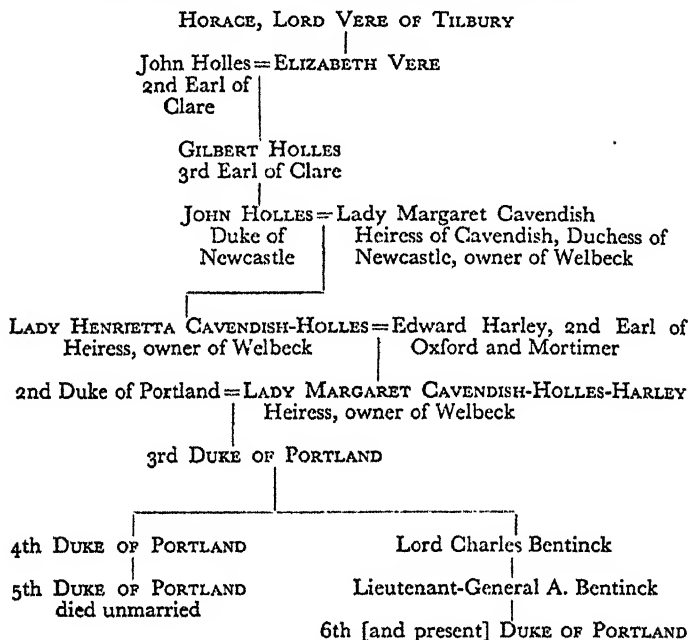 HORACE, LORD VERE OF TILBURY
John Holles = ELIZABETH VERE
2nd Earl of
Clare
GILBERT HOLLES
3rd Earl of Clare
JOHN HOLLES = Lady Margaret Cavendish
Duke of Heiress of Cavendish, Duchess of
Newcastle Newcastle, owner of Welbeck
LADY HENRIETTA CAVENDISH-HOLLES = Edward Harley, 2nd Earl of
Heiress, owner of Welbeck Oxford and Mortimer
2nd Duke of Portland = LADY MARGARET CAVENDISH-HOLLES-HARLEY
Heiress, owner of Welbeck
3rd DUKE OF PORTLAND
4th DUKE OF PORTLAND Lord Charles Bentinck
5th DUKE OF PORTLAND Lieutenant-General A. Bentinck
died unmarried
6th [and present] DUKE OF PORTLAND